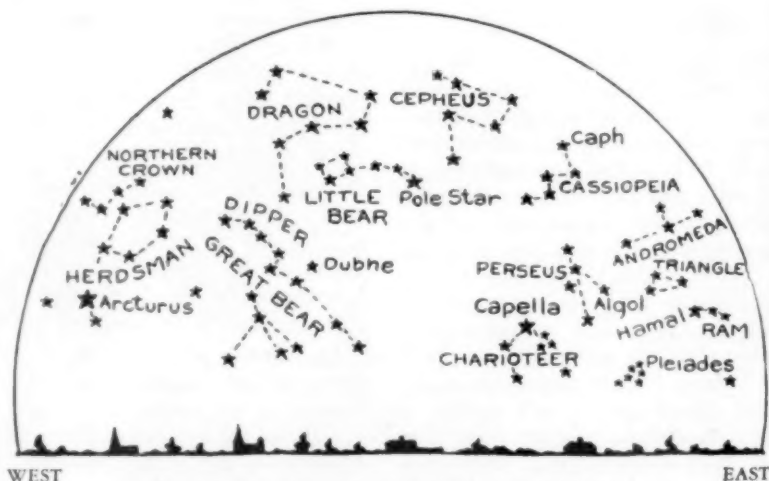 DRAGON
CEPHEUS
Caph
NORTHERN
CROWN
CASSIOPEIA
LITTLE
BEAR
Pole Star
DIPPER
GREAT BEAR
HERDSMAN
Dubhe
ANDROMEDA
PERSEUS
TRIANGLE
Arcturus
Capella
Algol
Hamal
RAM
CHARIOTEER
Pleiades
WEST
EAST